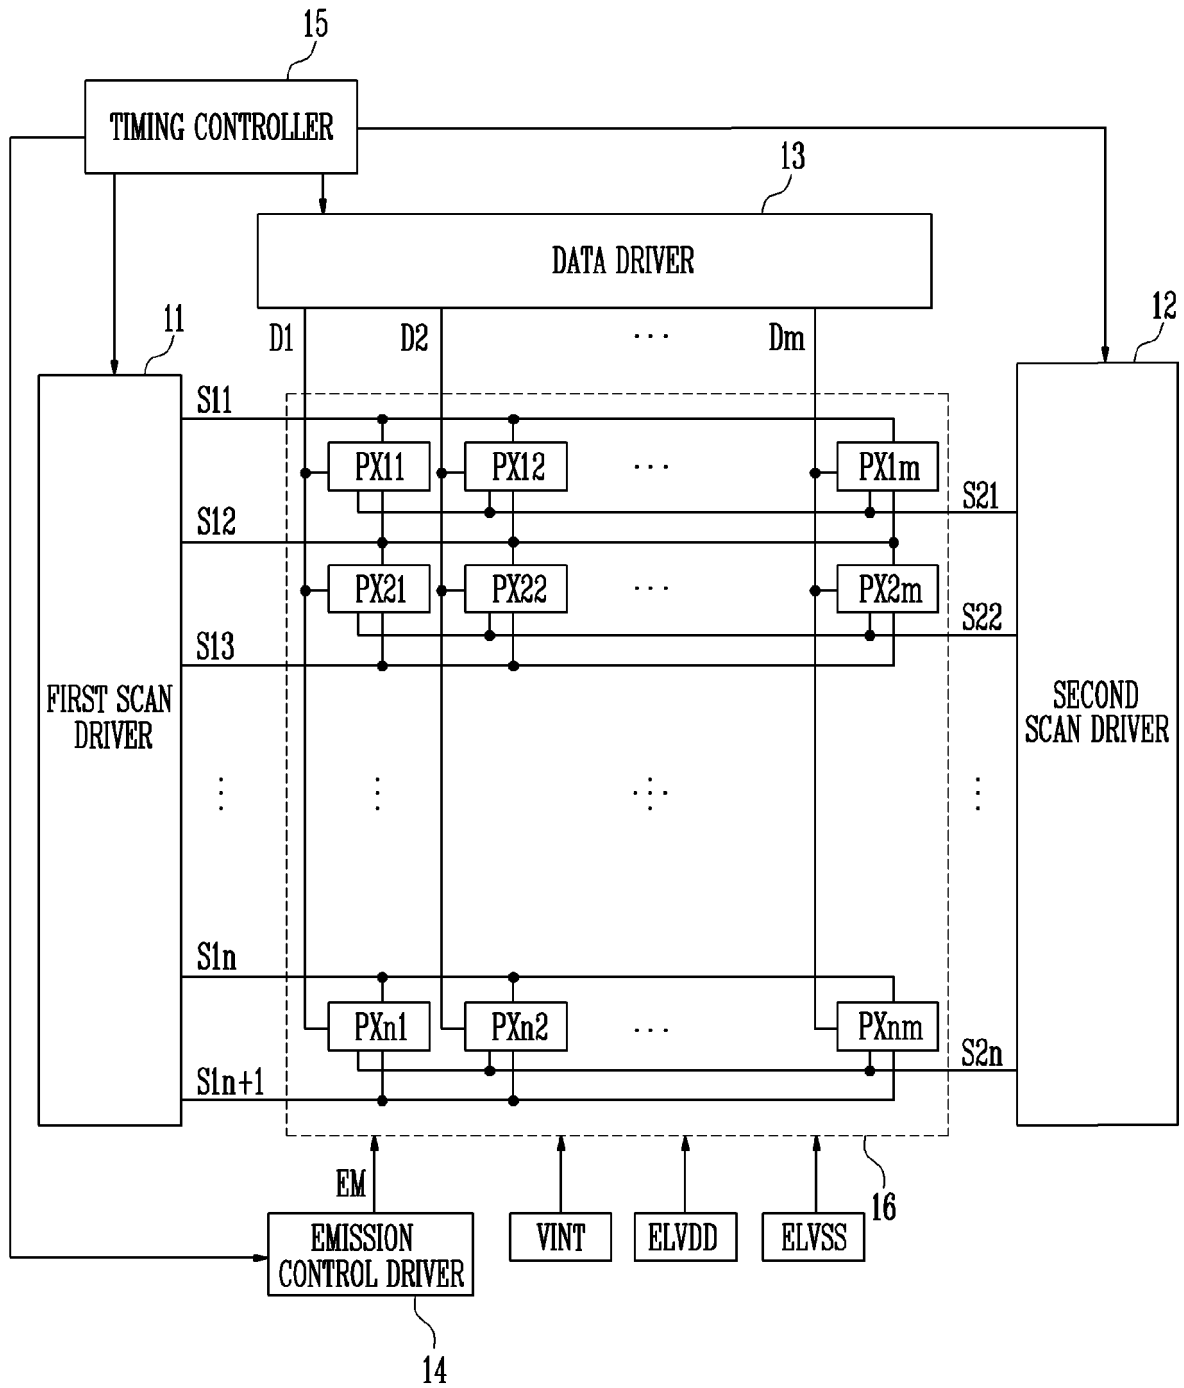 15
TIMING CONTROLLER
13
DATA DRIVER
11
12
D1 D2 ... Dm
S11
PX11 PX12 ... PX1m
S21
S12
PX21 PX22 ... PX2m
S22
S13
FIRST SCAN
DRIVER
SECOND
SCAN DRIVER
S1n
PXn1 PXn2 ... PXnm
S2n
S1n+1
EM
16
EMISSION
CONTROL DRIVER
VINT
ELVDD
ELVSS
14